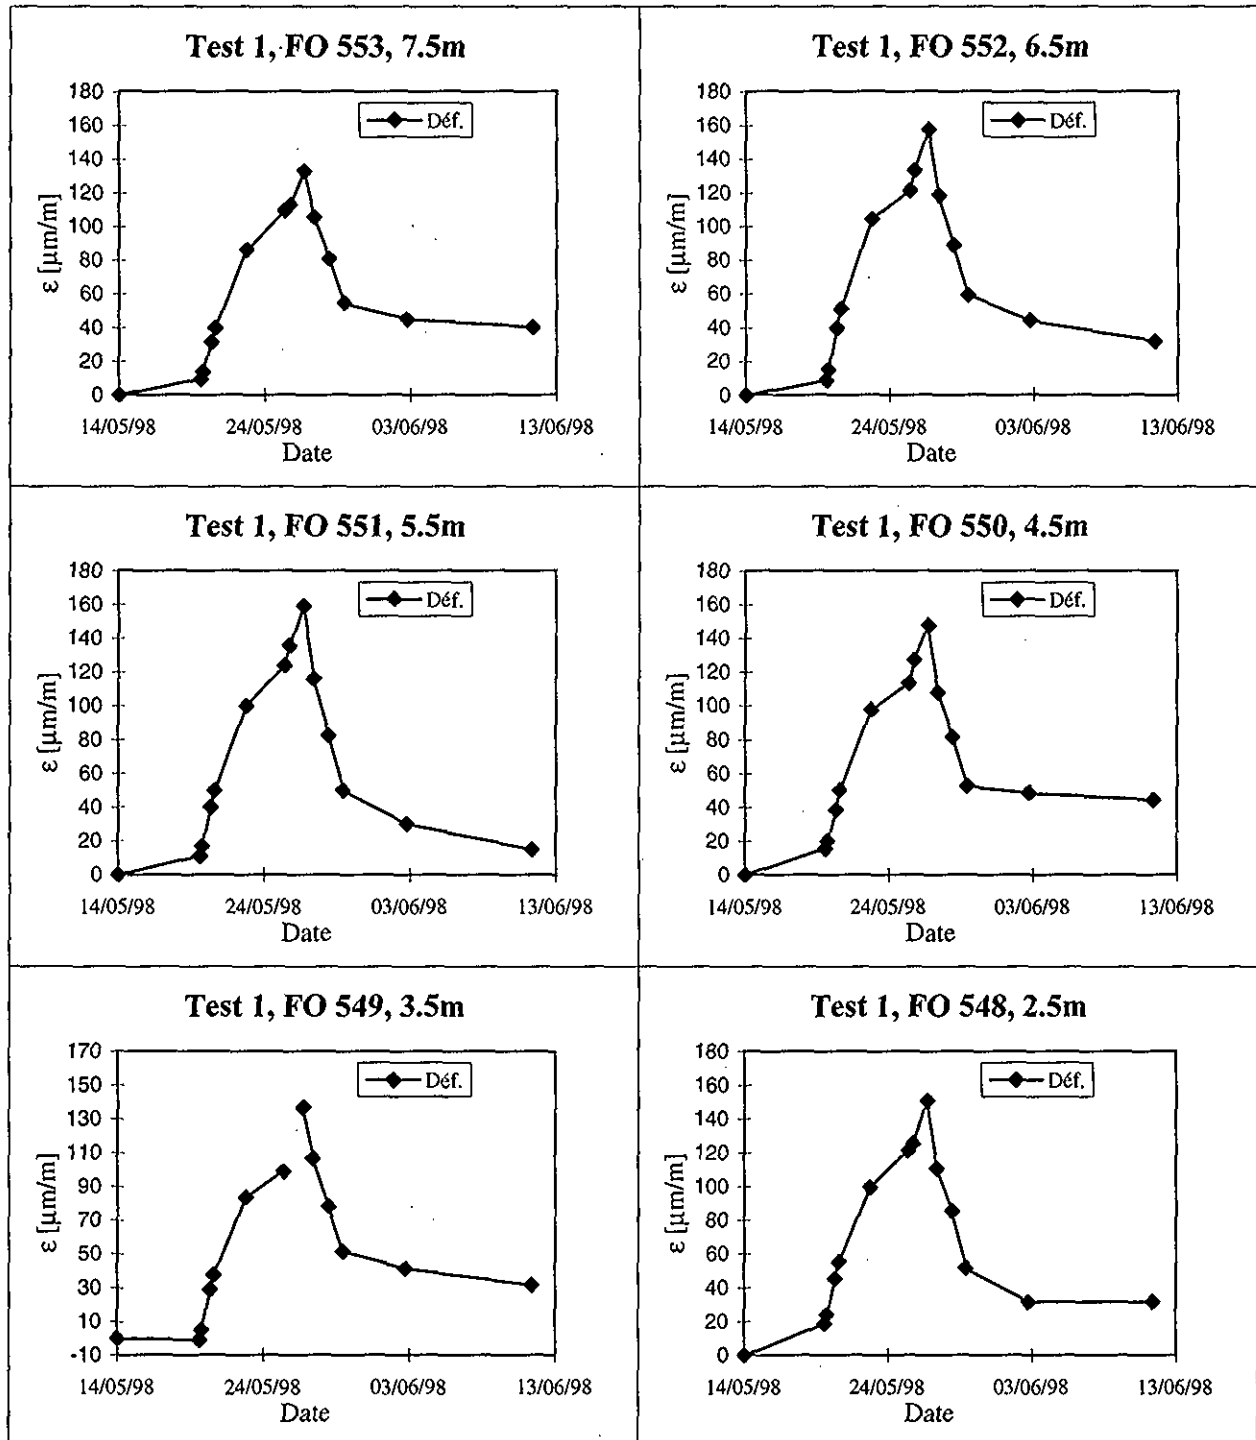 Test 1, FO 553, 7.5m
Déf.
ε [µm/m]
180
160
140
120
100
80
60
40
20
0
14/05/98 24/05/98 03/06/98 13/06/98
Date
Test 1, FO 552, 6.5m
Déf.
ε [µm/m]
180
160
140
120
100
80
60
40
20
0
14/05/98 24/05/98 03/06/98 13/06/98
Date
Test 1, FO 551, 5.5m
Déf.
ε [µm/m]
180
160
140
120
100
80
60
40
20
0
14/05/98 24/05/98 03/06/98 13/06/98
Date
Test 1, FO 550, 4.5m
Déf.
ε [µm/m]
180
160
140
120
100
80
60
40
20
0
14/05/98 24/05/98 03/06/98 13/06/98
Date
Test 1, FO 549, 3.5m
Déf.
ε [µm/m]
170
150
130
110
90
70
50
30
10
-10
14/05/98 24/05/98 03/06/98 13/06/98
Date
Test 1, FO 548, 2.5m
Déf.
ε [µm/m]
180
160
140
120
100
80
60
40
20
0
14/05/98 24/05/98 03/06/98 13/06/98
Date